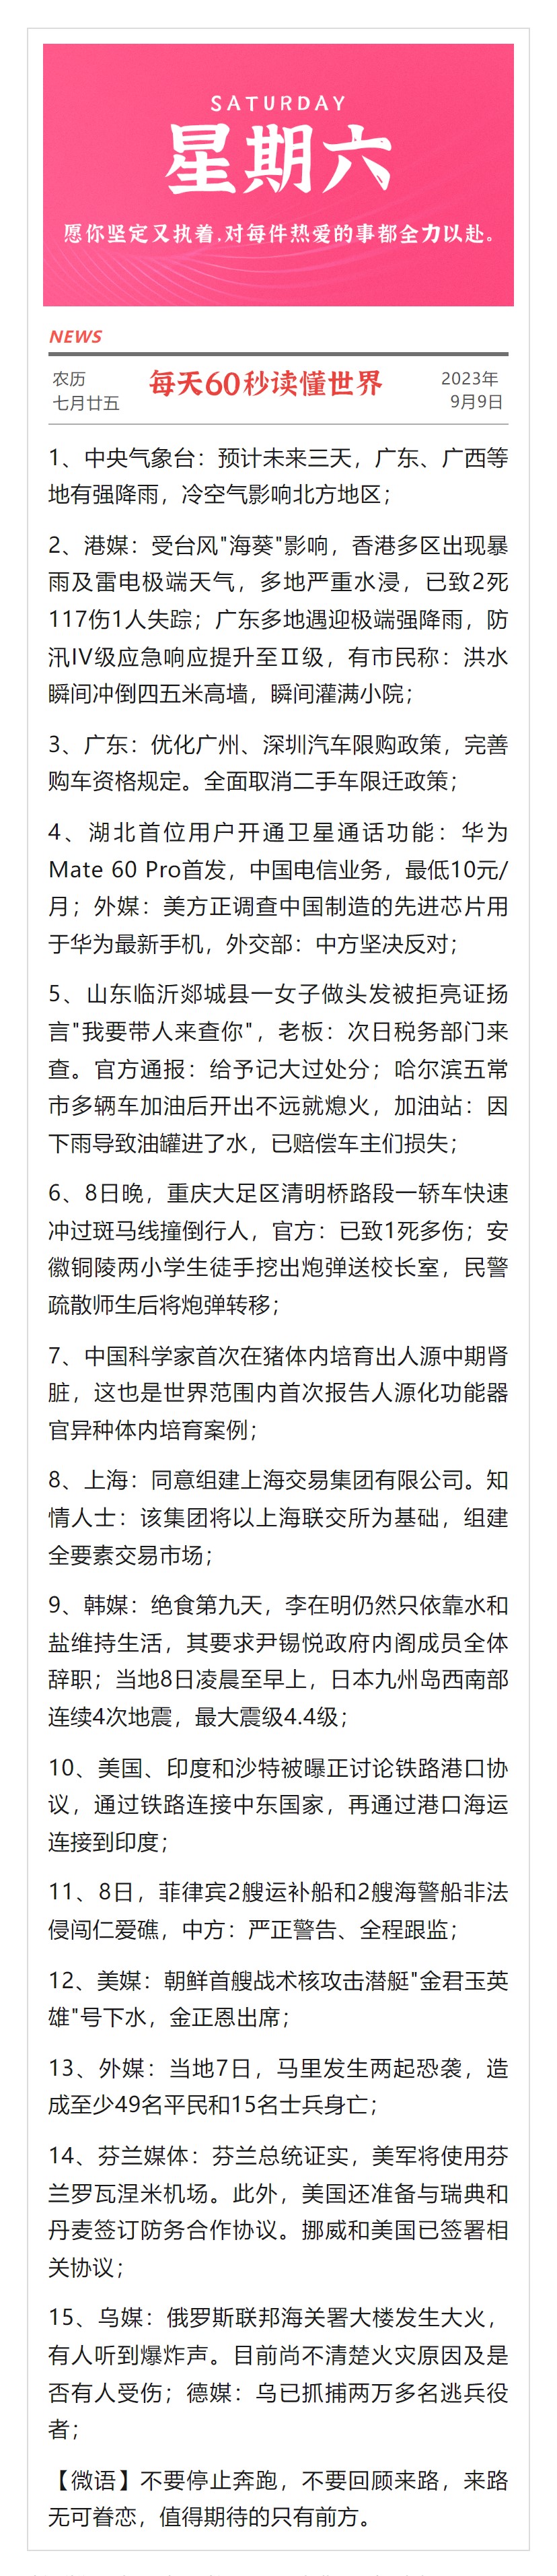 SATURDAY
星期六
愿你坚定又执着,对每件热爱的事都全力以赴。
NEWS
农历
七月廿五
每天60秒读懂世界
2023年
9月9日
1、中央气象台：预计未来三天，广东、广西等
地有强降雨，冷空气影响北方地区；
2、港媒：受台风"海葵"影响，香港多区出现暴
雨及雷电极端天气，多地严重水浸，已致2死
117伤1人失踪；广东多地遇迎极端强降雨，防
汛IV级应急响应提升至Ⅱ级，有市民称：洪水
瞬间冲倒四五米高墙，瞬间灌满小院；
3、广东：优化广州、深圳汽车限购政策，完善
购车资格规定。全面取消二手车限迁政策；
4、湖北首位用户开通卫星通话功能：华为
Mate 60 Pro首发，中国电信业务，最低10元/
月；外媒：美方正调查中国制造的先进芯片用
于华为最新手机，外交部：中方坚决反对；
5、山东临沂郯城县一女子做头发被拒亮证扬
言"我要带人来查你"，老板：次日税务部门来
查。官方通报：给予记大过处分；哈尔滨五常
市多辆车加油后开出不远就熄火，加油站：因
下雨导致油罐进了水，已赔偿车主们损失；
6、8日晚，重庆大足区清明桥路段一轿车快速
冲过斑马线撞倒行人，官方：已致1死多伤；安
徽铜陵两小学生徒手挖出炮弹送校长室，民警
疏散师生后将炮弹转移；
7、中国科学家首次在猪体内培育出人源中期肾
脏，这也是世界范围内首次报告人源化功能器
官异种体内培育案例；
8、上海：同意组建上海交易集团有限公司。知
情人士：该集团将以上海联交所为基础，组建
全要素交易市场；
9、韩媒：绝食第九天，李在明仍然只依靠水和
盐维持生活，其要求尹锡悦政府内阁成员全体
辞职；当地8日凌晨至早上，日本九州岛西南部
连续4次地震，最大震级4.4级；
10、美国、印度和沙特被曝正讨论铁路港口协
议，通过铁路连接中东国家，再通过港口海运
连接到印度；
11、8日，菲律宾2艘运补船和2艘海警船非法
侵闯仁爱礁，中方：严正警告、全程跟监；
12、美媒：朝鲜首艘战术核攻击潜艇"金君玉英
雄"号下水，金正恩出席；
13、外媒：当地7日，马里发生两起恐袭，造
成至少49名平民和15名士兵身亡；
14、芬兰媒体：芬兰总统证实，美军将使用芬
兰罗瓦涅米机场。此外，美国还准备与瑞典和
丹麦签订防务合作协议。挪威和美国已签署相
关协议；
15、乌媒：俄罗斯联邦海关署大楼发生大火，
有人听到爆炸声。目前尚不清楚火灾原因及是
否有人受伤；德媒：乌已抓捕两万多名逃兵役
者；
【微语】不要停止奔跑，不要回顾来路，来路
无可眷恋，值得期待的只有前方。